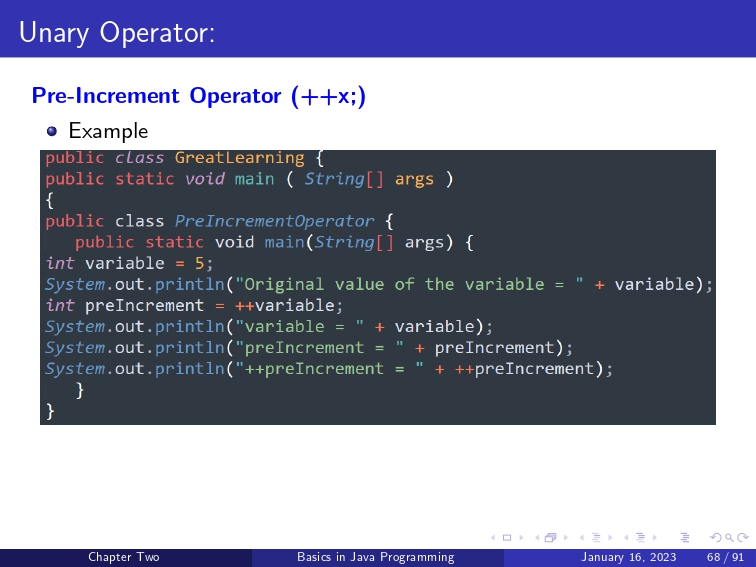 Unary Operator:
Pre-Increment Operator (++x;)
Example
public class GreatLearning {
public static void main ( String[] args )
{
public class PreIncrementOperator {
public static void main(String[] args) {
int variable = 5;
System.out.println("Original value of the variable = " + variable);
int preIncrement = ++variable;
System.out.println("variable = " + variable);
System.out.println("preIncrement = " + preIncrement);
System.out.println("++preIncrement = " + ++preIncrement);
}
}
Chapter Two Basics in Java Programming January 16, 2023 68 / 91